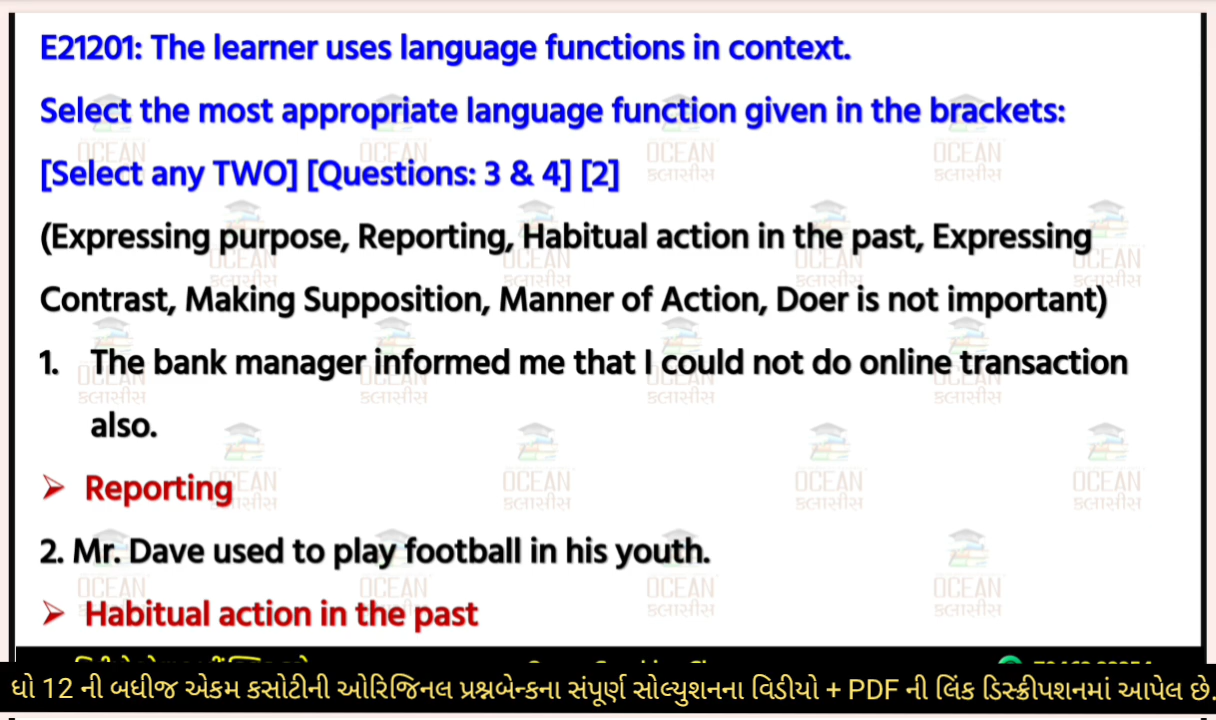 E21201: The learner uses language functions in context.
Select the most appropriate language function given in the brackets:
[Select any TWO] [Questions: 3 & 4] [2]
(Expressing purpose, Reporting, Habitual action in the past, Expressing
Contrast, Making Supposition, Manner of Action, Doer is not important)
1. The bank manager informed me that I could not do online transaction
also.
➢ Reporting
2. Mr. Dave used to play football in his youth.
➢ Habitual action in the past
ધો 12 ની બધીજ એકમ કસોટીની ઓરિજિનલ પ્રશ્નબેન્કના સંપૂર્ણ સોલ્યુશનના વિડીયો + PDF ની લિંક ડિસ્ક્રીપશનમાં આપેલ છે.
OCEAN
ક્લાસીસ